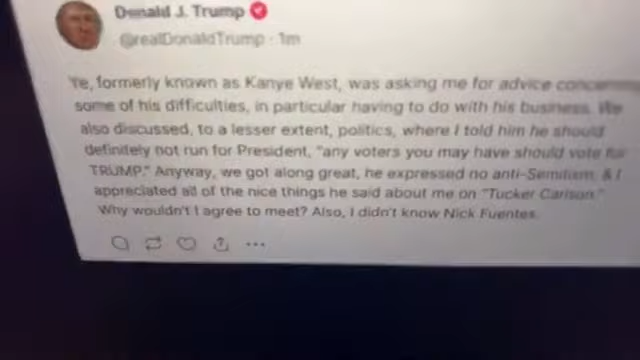 Donald J. Trump
@realDonaldTrump · 1m
Ye, formerly known as Kanye West, was asking me for advice
some of his difficulties, in particular having to do with his business. We
also discussed, to a lesser extent, politics, where I told him he should
definitely not run for President, "any voters you may have should vote for
TRUMP." Anyway, we got along great, he expressed no anti-Semitism, & I
appreciated all of the nice things he said about me on "Tucker Carlson."
Why wouldn't I agree to meet? Also, I didn't know Nick Fuentes.